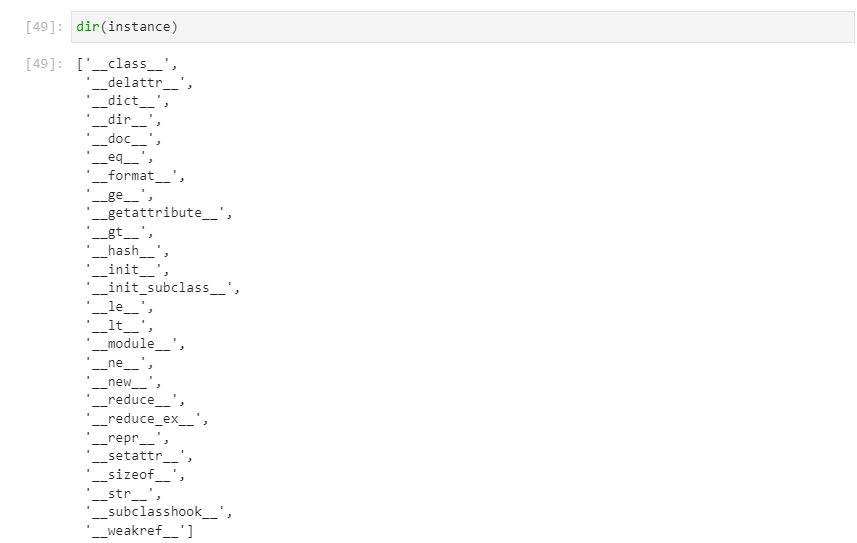 [49]: dir(instance)
[49]: ['__class__',
'__delattr__',
'__dict__',
'__dir__',
'__doc__',
'__eq__',
'__format__',
'__ge__',
'__getattribute__',
'__gt__',
'__hash__',
'__init__',
'__init_subclass__',
'__le__',
'__lt__',
'__module__',
'__ne__',
'__new__',
'__reduce__',
'__reduce_ex__',
'__repr__',
'__setattr__',
'__sizeof__',
'__str__',
'__subclasshook__',
'__weakref__']